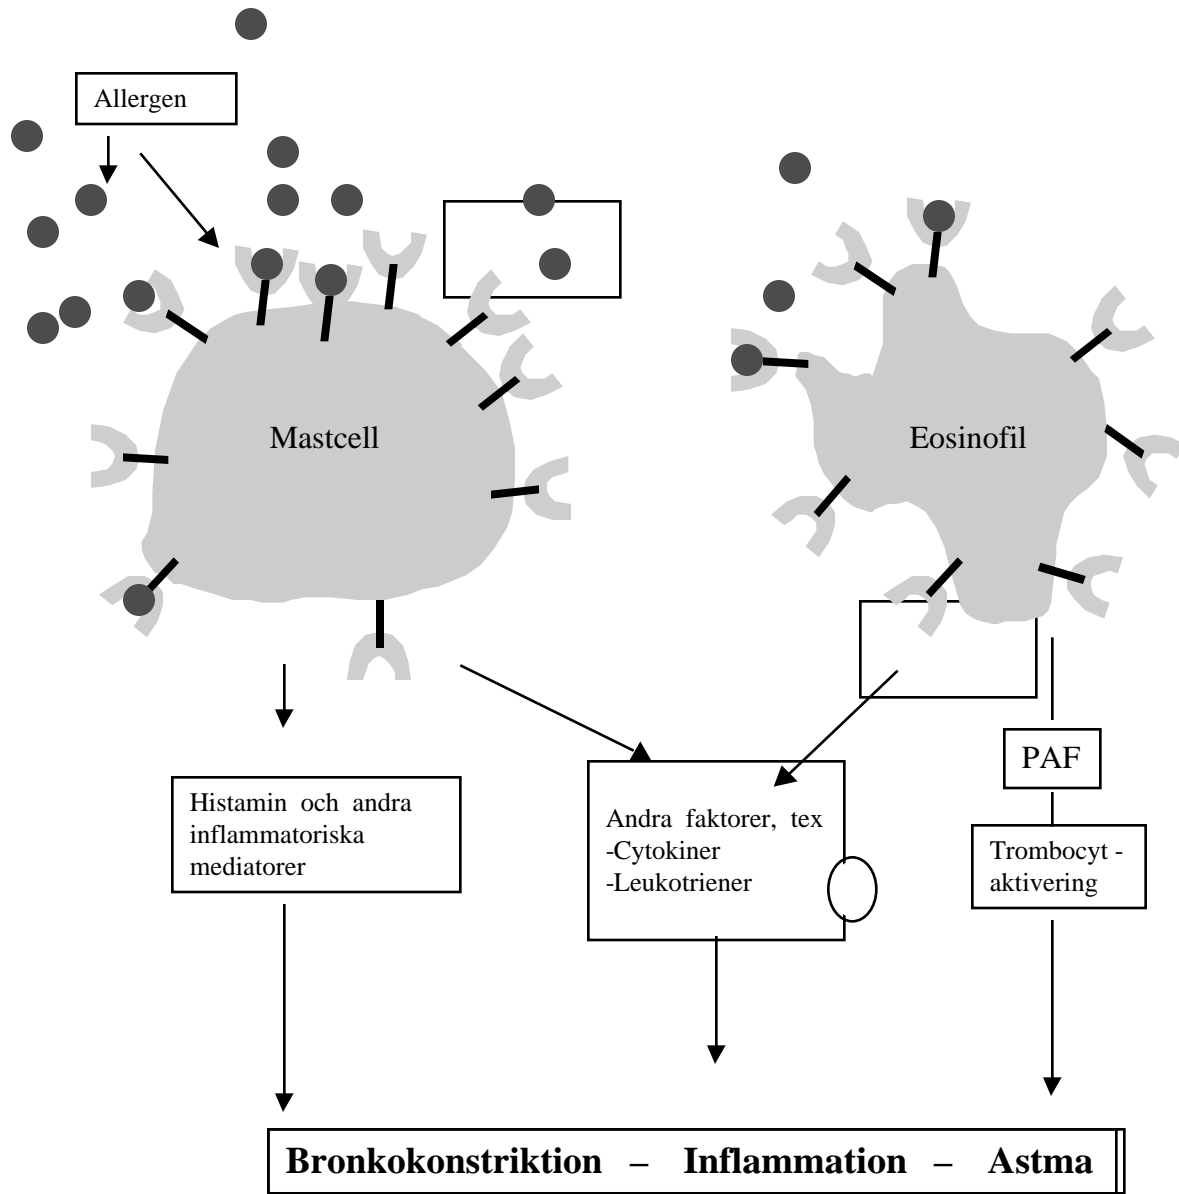 Allergen
Mastcell
Eosinofil
Histamin och andra
inflammatoriska
mediatorer
Andra faktorer, tex
-Cytokiner
-Leukotriener
PAF
Trombocyt -
aktivering
Bronkokonstriktion – Inflammation – Astma